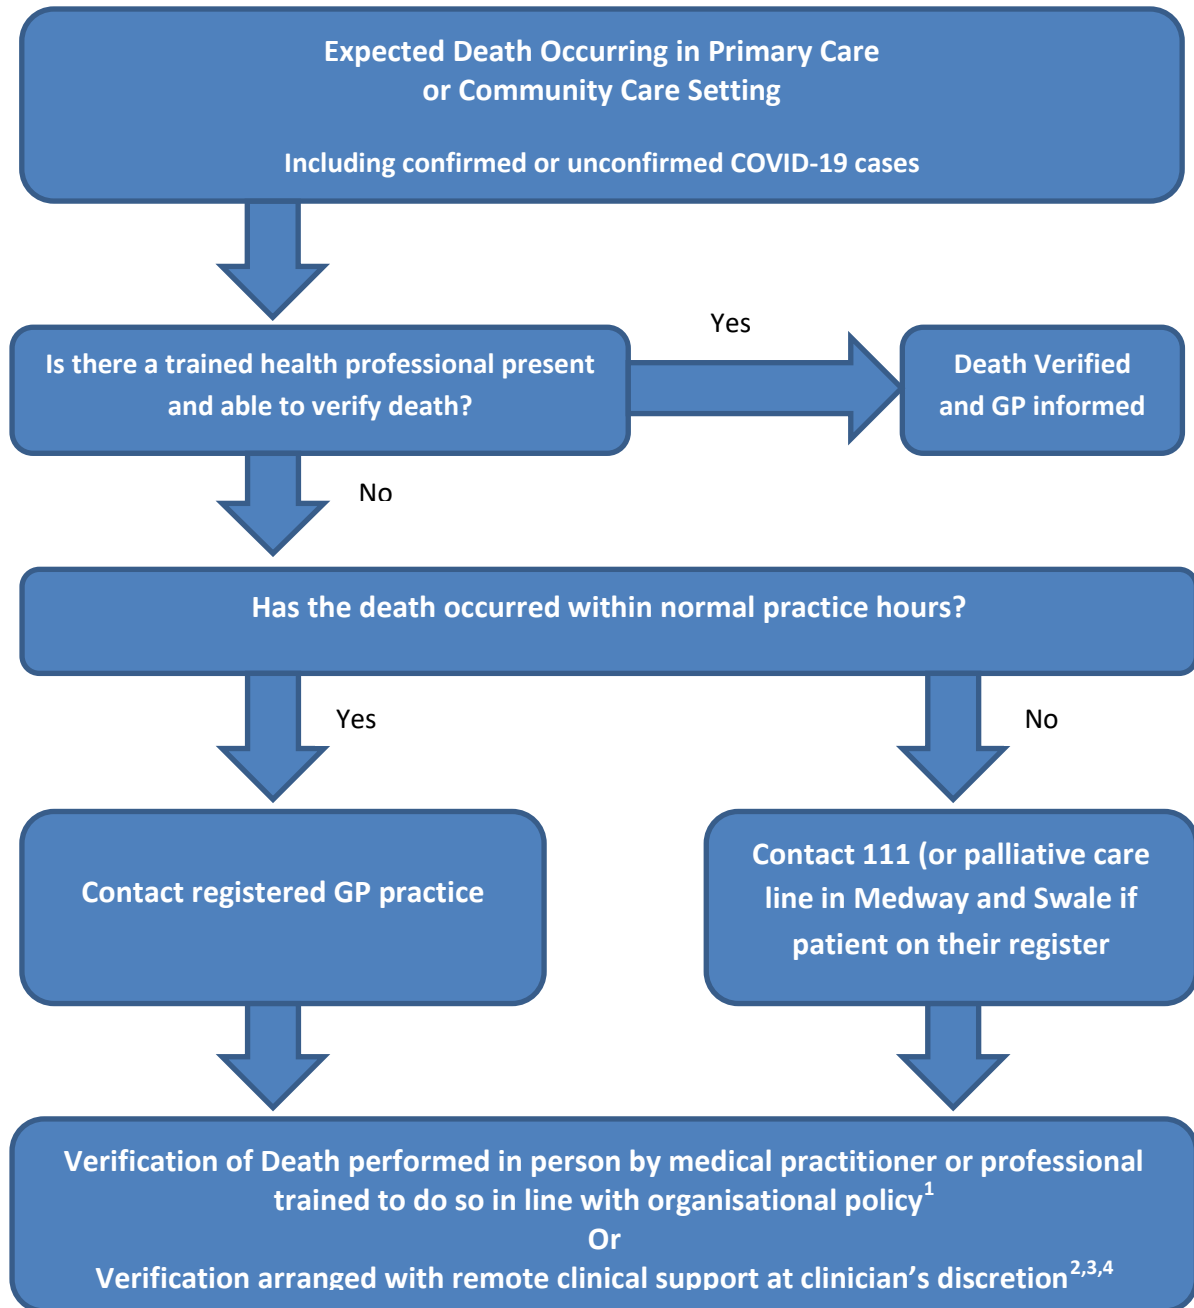 Expected Death Occurring in Primary Care
or Community Care Setting
Including confirmed or unconfirmed COVID-19 cases
Is there a trained health professional present
and able to verify death?
Yes
Death Verified
and GP informed
No
Has the death occurred within normal practice hours?
Yes
No
Contact registered GP practice
Contact 111 (or palliative care
line in Medway and Swale if
patient on their register
Verification of Death performed in person by medical practitioner or professional
trained to do so in line with organisational policy1
Or
Verification arranged with remote clinical support at clinician’s discretion2,3,4